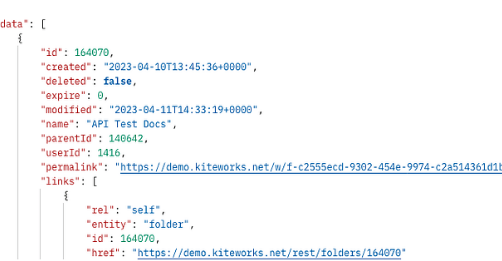 data": [
{
"id": 164070,
"created": "2023-04-10T13:45:36+0000",
"deleted": false,
"expire": 0,
"modified": "2023-04-11T14:33:19+0000",
"name": "API Test Docs",
"parentId": 140642,
"userId": 1416,
"permalink": "https://demo.kiteworks.net/w/f-c2555ecd-9302-454e-9974-c2a514361d1b
"links": [
{
"rel": "self",
"entity": "folder",
"id": 164070,
"href": "https://demo.kiteworks.net/rest/folders/164070"